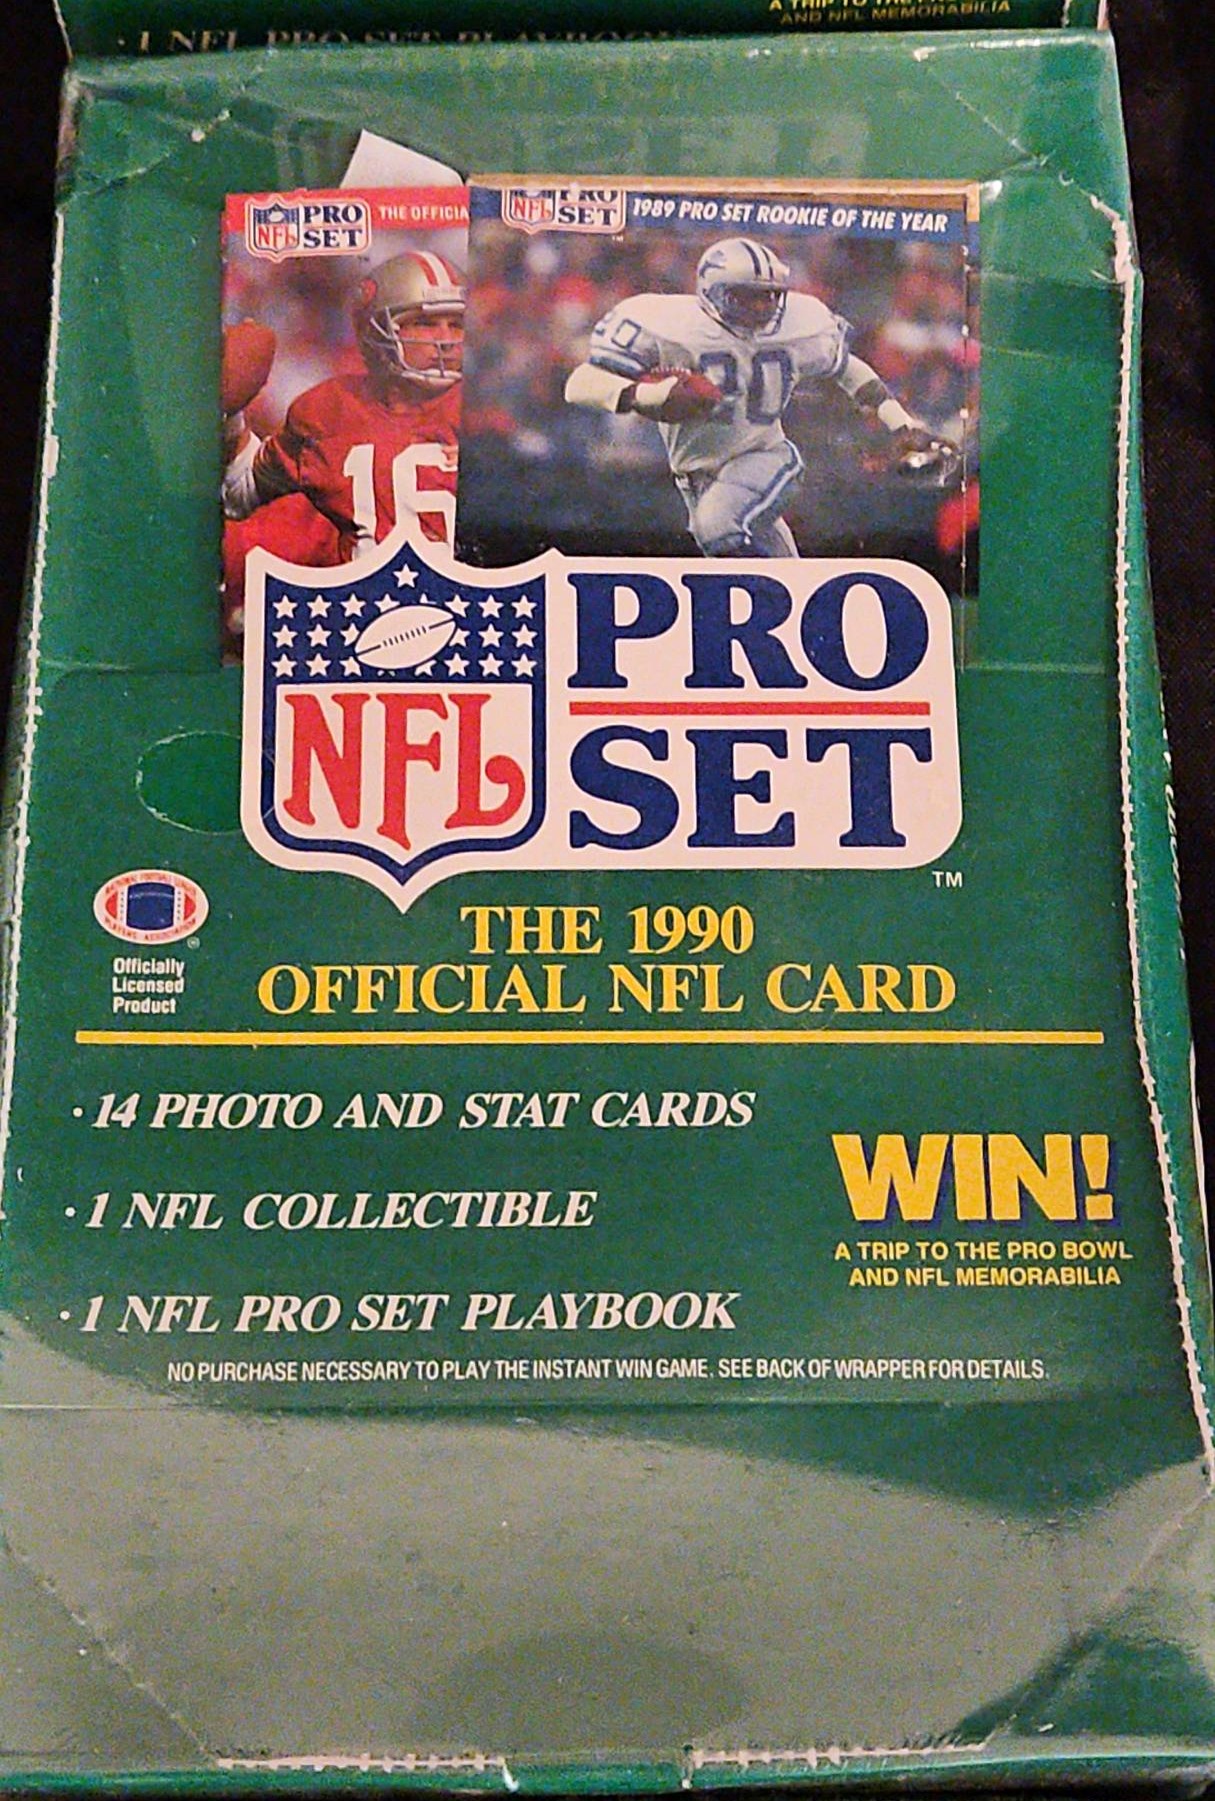 A TRIP TO THE PRO
AND NFL MEMORABILIA
· 1 NFL PRO SET PLAYBOOK
NFL PRO SET
THE OFFICIA
NFL PRO SET
1989 PRO SET ROOKIE OF THE YEAR
20
20
16
NFL
PRO
SET
TM
Officially
Licensed
Product
THE 1990
OFFICIAL NFL CARD
· 14 PHOTO AND STAT CARDS
· 1 NFL COLLECTIBLE
· 1 NFL PRO SET PLAYBOOK
WIN!
A TRIP TO THE PRO BOWL
AND NFL MEMORABILIA
NO PURCHASE NECESSARY TO PLAY THE INSTANT WIN GAME. SEE BACK OF WRAPPER FOR DETAILS.